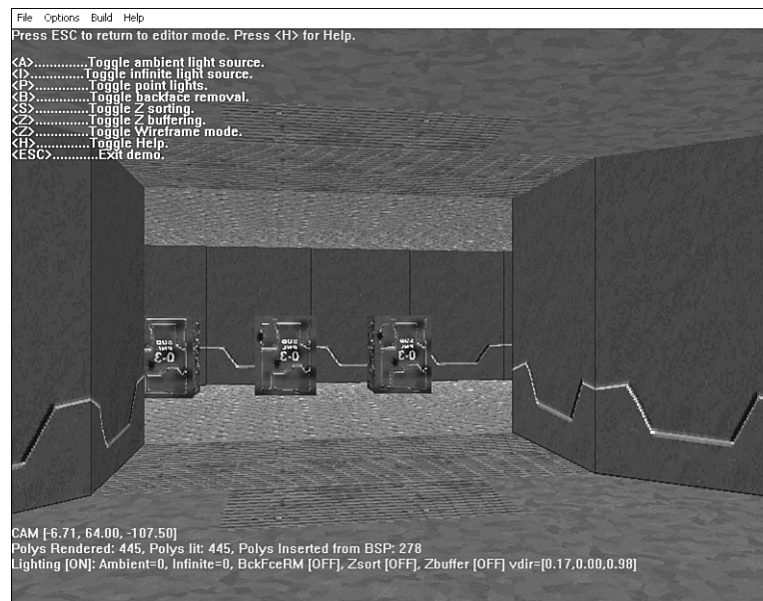 File Options Build Help
Press ESC to return to editor mode. Press <H> for Help.
<A>.............Toggle ambient light source.
<I>..............Toggle infinite light source.
<P>.............Toggle point lights.
<B>.............Toggle backface removal.
<S>.............Toggle Z sorting.
<Z>.............Toggle Z buffering.
<Z>.............Toggle Wireframe mode.
<H>.............Toggle Help.
<ESC>...........Exit demo.
CAM [-6.71, 64.00, -107.50]
Polys Rendered: 445, Polys lit: 445, Polys Inserted from BSP: 278
Lighting [ON]: Ambient=0, Infinite=0, BckFceRM [OFF], Zsort [OFF], Zbuffer [OFF] vdir=[0.17,0.00,0.98]